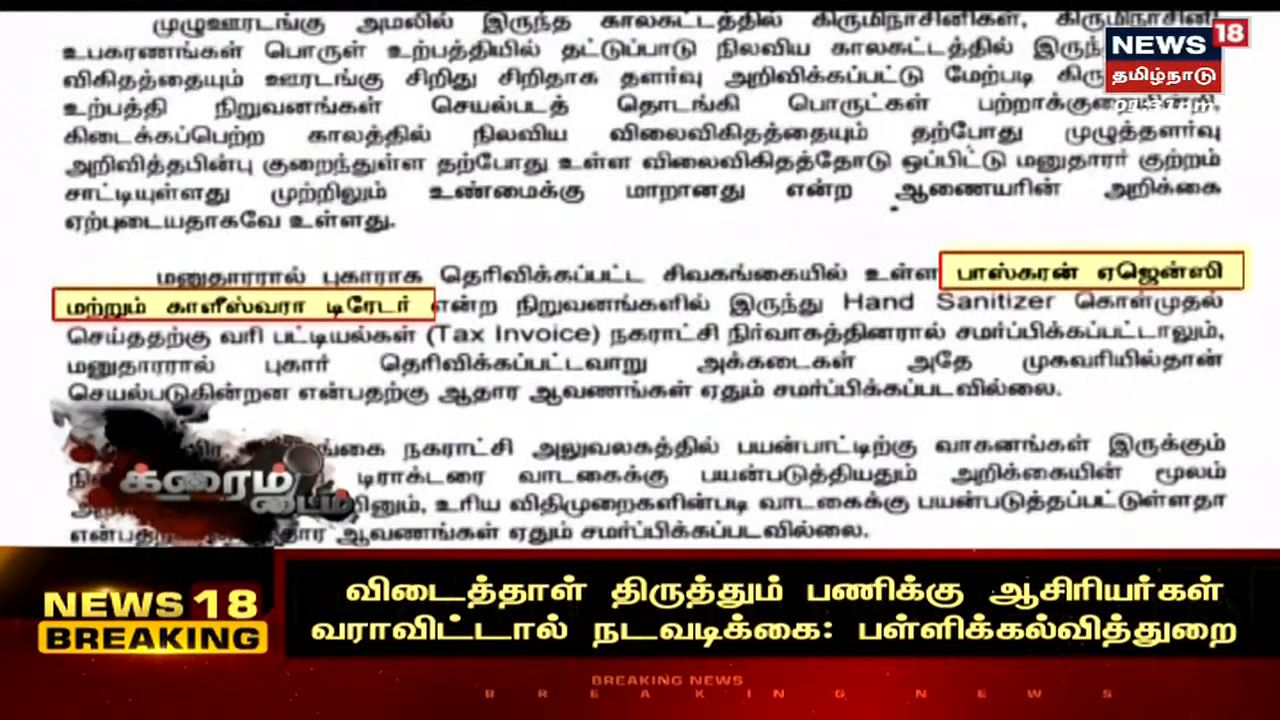 முழுஊரடங்கு அமலில் இருந்த காலகட்டத்தில் கிருமிநாசினிகள், கிருமிநாசினி
உபகரணங்கள் பொருள் உற்பத்தியில் தட்டுப்பாடு நிலவிய காலகட்டத்தில்
விகிதத்தையும் ஊரடங்கு சிறிது சிறிதாக தளர்வு அறிவிக்கப்பட்டு மேற்படி
உற்பத்தி நிறுவனங்கள் செயல்படத் தொடங்கி பொருட்கள்
கிடைக்கப்பெற்ற காலத்தில் நிலவிய விலைவிகிதத்தையும் தற்போது முழுத்தளர்வு
அறிவித்தபின்பு குறைந்துள்ள தற்போது உள்ள விலைவிகிதத்தோடு ஒப்பிட்டு மனுதாரர் குற்றம்
சாட்டியுள்ளது முற்றிலும் உண்மைக்கு மாறானது என்ற ஆணையரின் அறிக்கை
ஏற்புடையதாகவே உள்ளது.
மனுதாரரால் புகாராக தெரிவிக்கப்பட்ட சிவகங்கையில் உள்ள பாஸ்கரன் ஏஜென்ஸி
மற்றும் காளீஸ்வரா டிரேடர் என்ற நிறுவனங்களில் இருந்து Hand Sanitizer கொள்முதல்
செய்ததற்கு வரி பட்டியல்கள் (Tax Invoice) நகராட்சி நிர்வாகத்தினரால் சமர்ப்பிக்கப்பட்டாலும்,
மனுதாரரால் புகார் தெரிவிக்கப்பட்டவாறு அக்கடைகள் அதே முகவரியில்தான்
செயல்படுகின்றன என்பதற்கு ஆதார ஆவணங்கள் ஏதும் சமர்ப்பிக்கப்படவில்லை.
நகராட்சி அலுவலகத்தில் பயன்பாட்டிற்கு வாகனங்கள் இருக்கும்
டிராக்டரை வாடகைக்கு பயன்படுத்தியதும் அறிக்கையின் மூலம்
உரிய விதிமுறைகளின்படி வாடகைக்கு பயன்படுத்தப்பட்டுள்ளதா
ஆவணங்கள் ஏதும் சமர்ப்பிக்கப்படவில்லை.
NEWS 18
தமிழ்நாடு
01:31pm
க்ரைம்
டைம்
NEWS 18
BREAKING
விடைத்தாள் திருத்தும் பணிக்கு ஆசிரியர்கள்
வராவிட்டால் நடவடிக்கை: பள்ளிக்கல்வித்துறை
BREAKING NEWS
BREAKING NEWS